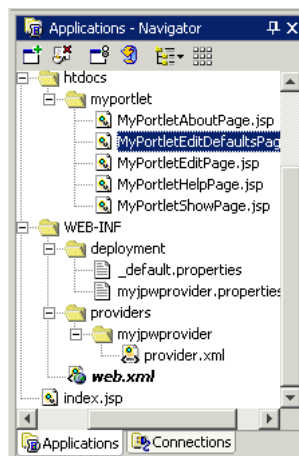 Applications - Navigator
htdocs
myportlet
MyPortletAboutPage.jsp
MyPortletEditDefaultsPag
MyPortletEditPage.jsp
MyPortletHelpPage.jsp
MyPortletShowPage.jsp
WEB-INF
deployment
_default.properties
myjpwprovider.properties
providers
myjpwprovider
provider.xml
web.xml
index.jsp
Applications Connections